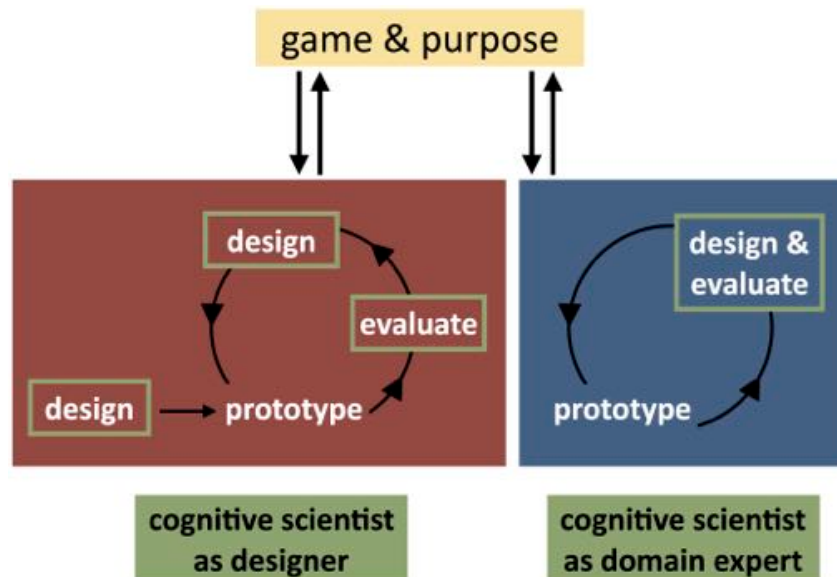 game & purpose
design
design &
evaluate
evaluate
design
prototype
prototype
cognitive scientist
as designer
cognitive scientist
as domain expert